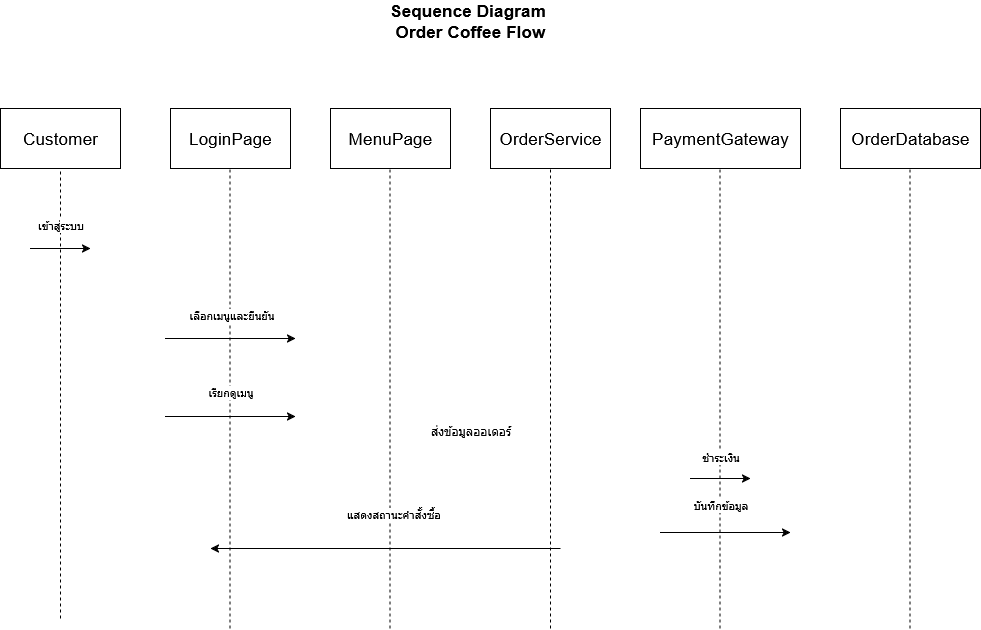 Sequence Diagram
Order Coffee Flow
Customer
LoginPage
MenuPage
OrderService
PaymentGateway
OrderDatabase
เข้าสู่ระบบ
เลือกเมนูและยืนยัน
เรียกดูเมนู
ส่งข้อมูลออเดอร์
ชำระเงิน
บันทึกข้อมูล
แสดงสถานะคำสั่งซื้อ